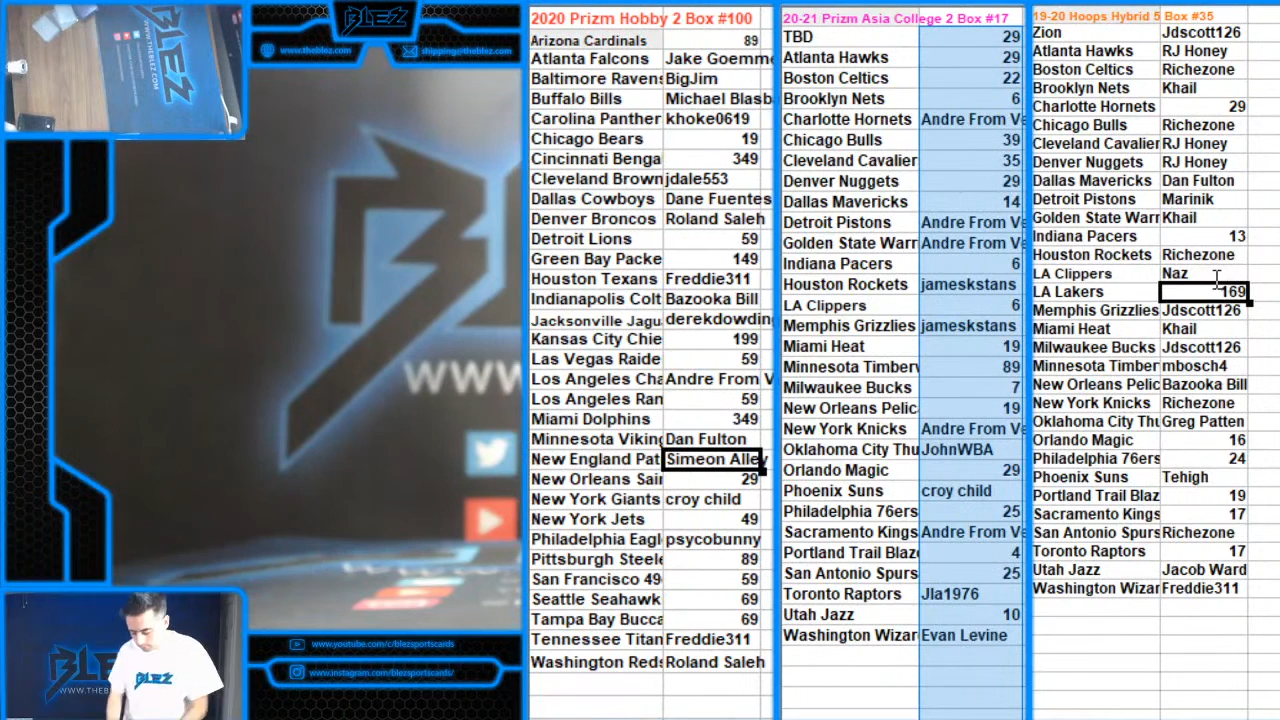 BLEZ
www.theblez.com
shipping@theblez.com
BLEZ
WWW
www.youtube.com/c/blezsportscards
www.instagram.com/blezsportscards/
BLEZ
2020 Prizm Hobby 2 Box #100
Arizona Cardinals 89
Atlanta Falcons Jake Goemme
Baltimore Ravens BigJim
Buffalo Bills Michael Blasb
Carolina Panther khoke0619
Chicago Bears 19
Cincinnati Benga 349
Cleveland Brown jdale553
Dallas Cowboys Dane Fuentes
Denver Broncos Roland Saleh
Detroit Lions 59
Green Bay Packe 149
Houston Texans Freddie311
Indianapolis Colt Bazooka Bill
Jacksonville Jagu derekdowding
Kansas City Chie 199
Las Vegas Raide 59
Los Angeles Cha Andre From V
Los Angeles Ran 59
Miami Dolphins 349
Minnesota Viking Dan Fulton
New England Pat Simeon Alley
New Orleans Sai 29
New York Giants croy child
New York Jets 49
Philadelphia Eagl psycobunny
Pittsburgh Steele 89
San Francisco 49 59
Seattle Seahawk 69
Tampa Bay Bucca 69
Tennessee Titan Freddie311
Washington Reds Roland Saleh
20-21 Prizm Asia College 2 Box #17
TBD 29
Atlanta Hawks 29
Boston Celtics 22
Brooklyn Nets 6
Charlotte Hornets Andre From Ve
Chicago Bulls 39
Cleveland Cavalier 35
Denver Nuggets 29
Dallas Mavericks 14
Detroit Pistons Andre From Ve
Golden State Warr Andre From Ve
Indiana Pacers 6
Houston Rockets jameskstans
LA Clippers 6
Memphis Grizzlies jameskstans
Miami Heat 19
Minnesota Timberv 89
Milwaukee Bucks 7
New Orleans Pelic 19
New York Knicks Andre From Ve
Oklahoma City Thu JohnWBA
Orlando Magic 29
Phoenix Suns croy child
Philadelphia 76ers 25
Sacramento Kings Andre From Ve
Portland Trail Blaze 4
San Antonio Spurs 25
Toronto Raptors Jla1976
Utah Jazz 10
Washington Wizar Evan Levine
19-20 Hoops Hybrid 5 Box #35
Zion Jdscott126
Atlanta Hawks RJ Honey
Boston Celtics Richezone
Brooklyn Nets Khail
Charlotte Hornets 29
Chicago Bulls Richezone
Cleveland Cavalier RJ Honey
Denver Nuggets RJ Honey
Dallas Mavericks Dan Fulton
Detroit Pistons Marinik
Golden State Warr Khail
Indiana Pacers 13
Houston Rockets Richezone
LA Clippers Naz
LA Lakers 169
Memphis Grizzlies Jdscott126
Miami Heat Khail
Milwaukee Bucks Jdscott126
Minnesota Timber mbosch4
New Orleans Pelic Bazooka Bill
New York Knicks Richezone
Oklahoma City Thu Greg Patten
Orlando Magic 16
Philadelphia 76ers 24
Phoenix Suns Tehigh
Portland Trail Blaz 19
Sacramento Kings 17
San Antonio Spurs Richezone
Toronto Raptors 17
Utah Jazz Jacob Ward
Washington Wizar Freddie311